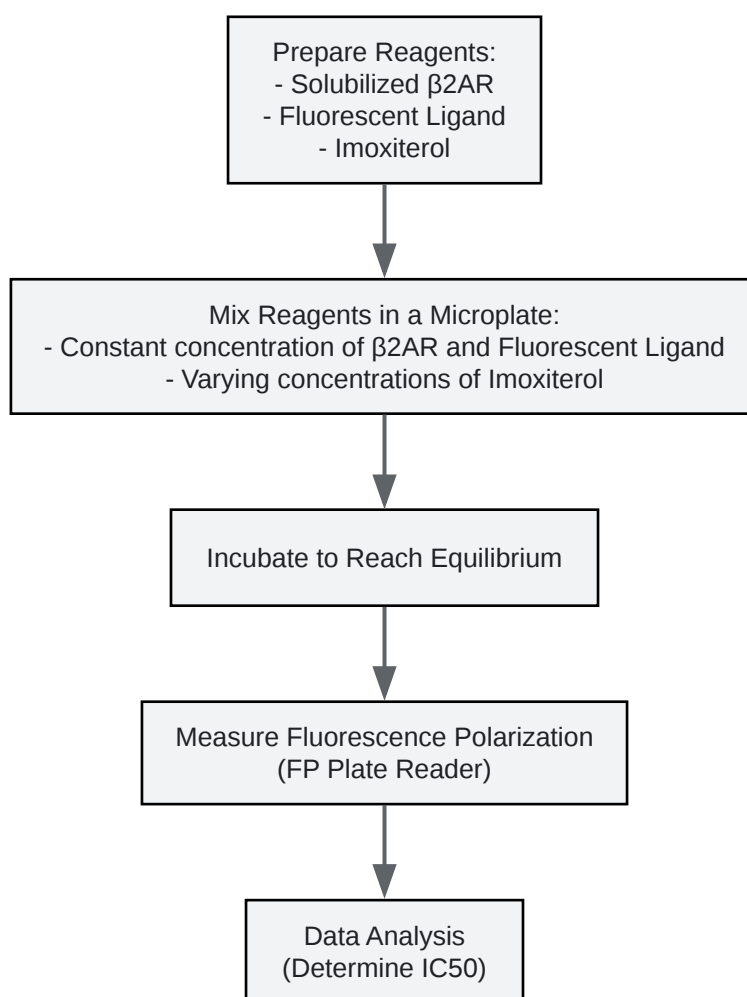 Prepare Reagents:
- Solubilized β2AR
- Fluorescent Ligand
- Imoxiterol
Mix Reagents in a Microplate:
- Constant concentration of β2AR and Fluorescent Ligand
- Varying concentrations of Imoxiterol
Incubate to Reach Equilibrium
Measure Fluorescence Polarization
(FP Plate Reader)
Data Analysis
(Determine IC50)